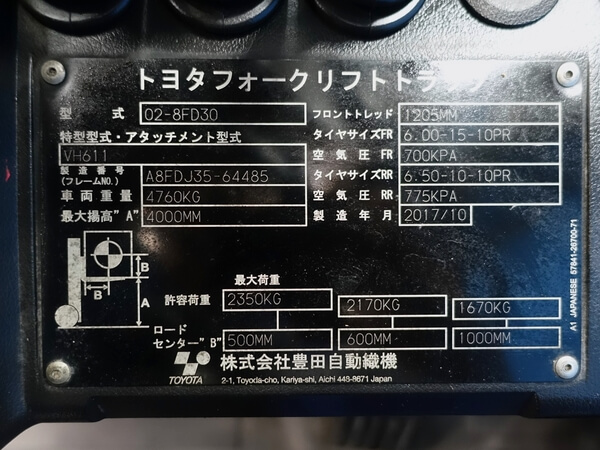 トヨタフォークリフトトラック
型式 02-8FD30
特型型式・アタッチメント型式
VH611
製造番号 (フレームNO.) A8FDJ35-64485
車両重量 4760KG
最大揚高"A" 4000MM
フロントトレッド 1205MM
タイヤサイズFR 6.00-15-10PR
空気圧 FR 700KPA
タイヤサイズRR 6.50-10-10PR
空気圧 RR 775KPA
製造年月 2017/10
B
B
A
最大荷重
許容荷重 2350KG 2170KG 1670KG
ロードセンター"B" 500MM 600MM 1000MM
TOYOTA
株式会社豊田自動織機
2-1, Toyoda-cho, Kariya-shi, Aichi 448-8671 Japan
A1 JAPANESE 57841-26700-71